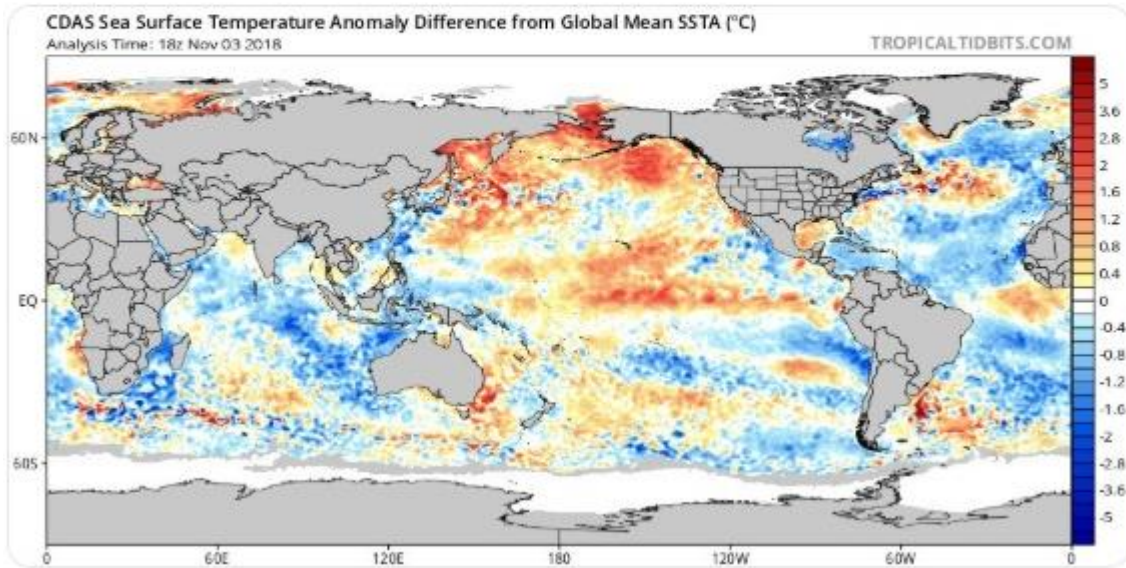 CDAS Sea Surface Temperature Anomaly Difference from Global Mean SSTA (°C)
Analysis Time: 18z Nov 03 2018
TROPICALTIDBITS.COM
60N
EQ
60S
0
60E
120E
180
120W
60W
0
5
3.6
2.8
2
1.6
1.2
0.8
0.4
0
-0.4
-0.8
-1.2
-1.6
-2
-2.8
-3.6
-5